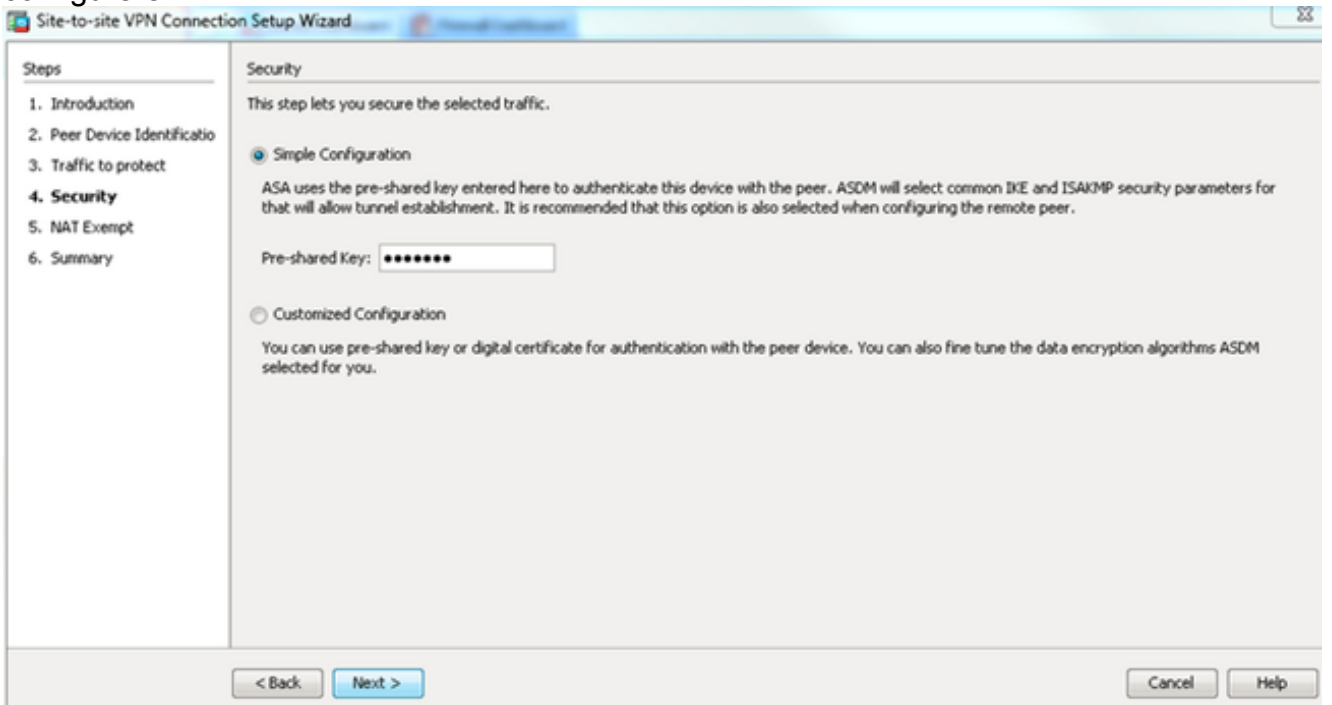 Site-to-site VPN Connection Setup Wizard
Steps
1. Introduction
2. Peer Device Identificatio
3. Traffic to protect
4. Security
5. NAT Exempt
6. Summary
Security
This step lets you secure the selected traffic.
Simple Configuration
ASA uses the pre-shared key entered here to authenticate this device with the peer. ASDM will select common IKE and ISAKMP security parameters for
that will allow tunnel establishment. It is recommended that this option is also selected when configuring the remote peer.
Pre-shared Key: •••••••
Customized Configuration
You can use pre-shared key or digital certificate for authentication with the peer device. You can also fine tune the data encryption algorithms ASDM
selected for you.
< Back Next > Cancel Help